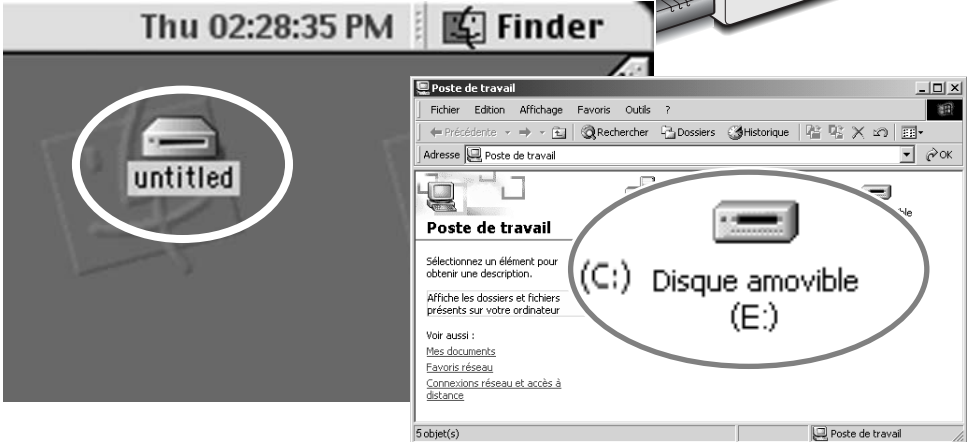 Thu 02:28:35 PM Finder
untitled
Poste de travail
Fichier Edition Affichage Favoris Outils ?
Précédente Rechercher Dossiers Historique
Adresse Poste de travail OK
Poste de travail
Sélectionnez un élément pour
obtenir une description.
Affiche les dossiers et fichiers
présents sur votre ordinateur
Voir aussi :
Mes documents
Favoris réseau
Connexions réseau et accès à
distance
(C:) Disque amovible
(E:)
5 objet(s) Poste de travail